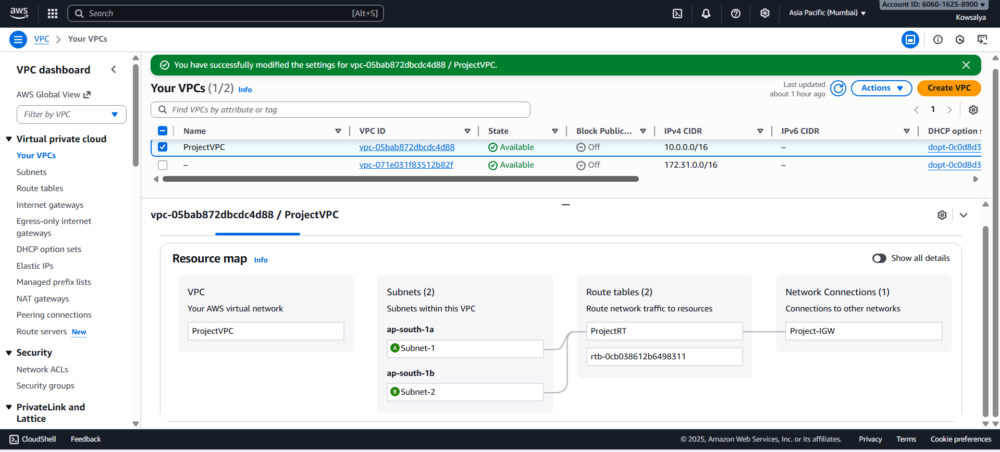 aws
Search
[Alt+S]
Asia Pacific (Mumbai)
Account ID: 6060-1625-8900
Kowsalya
VPC
Your VPCs
VPC dashboard
AWS Global View
Filter by VPC
Virtual private cloud
Your VPCs
Subnets
Route tables
Internet gateways
Egress-only internet
gateways
DHCP option sets
Elastic IPs
Managed prefix lists
NAT gateways
Peering connections
Route servers New
Security
Network ACLs
Security groups
PrivateLink and
Lattice
You have successfully modified the settings for vpc-05bab872dbcdc4d88 / ProjectVPC.
Your VPCs (1/2) Info
Last updated
about 1 hour ago
Actions
Create VPC
Find VPCs by attribute or tag
1
Name VPC ID State Block Public... IPv4 CIDR IPv6 CIDR DHCP option s
ProjectVPC vpc-05bab872dbcdc4d88 Available Off 10.0.0.0/16 – dopt-0c0d8d3
– vpc-071e031f83512b82f Available Off 172.31.0.0/16 – dopt-0c0d8d3
vpc-05bab872dbcdc4d88 / ProjectVPC
Resource map Info
Show all details
VPC
Your AWS virtual network
ProjectVPC
Subnets (2)
Subnets within this VPC
ap-south-1a
A Subnet-1
ap-south-1b
B Subnet-2
Route tables (2)
Route network traffic to resources
ProjectRT
rtb-0cb038612b6498311
Network Connections (1)
Connections to other networks
Project-IGW
CloudShell
Feedback
© 2025, Amazon Web Services, Inc. or its affiliates.
Privacy
Terms
Cookie preferences